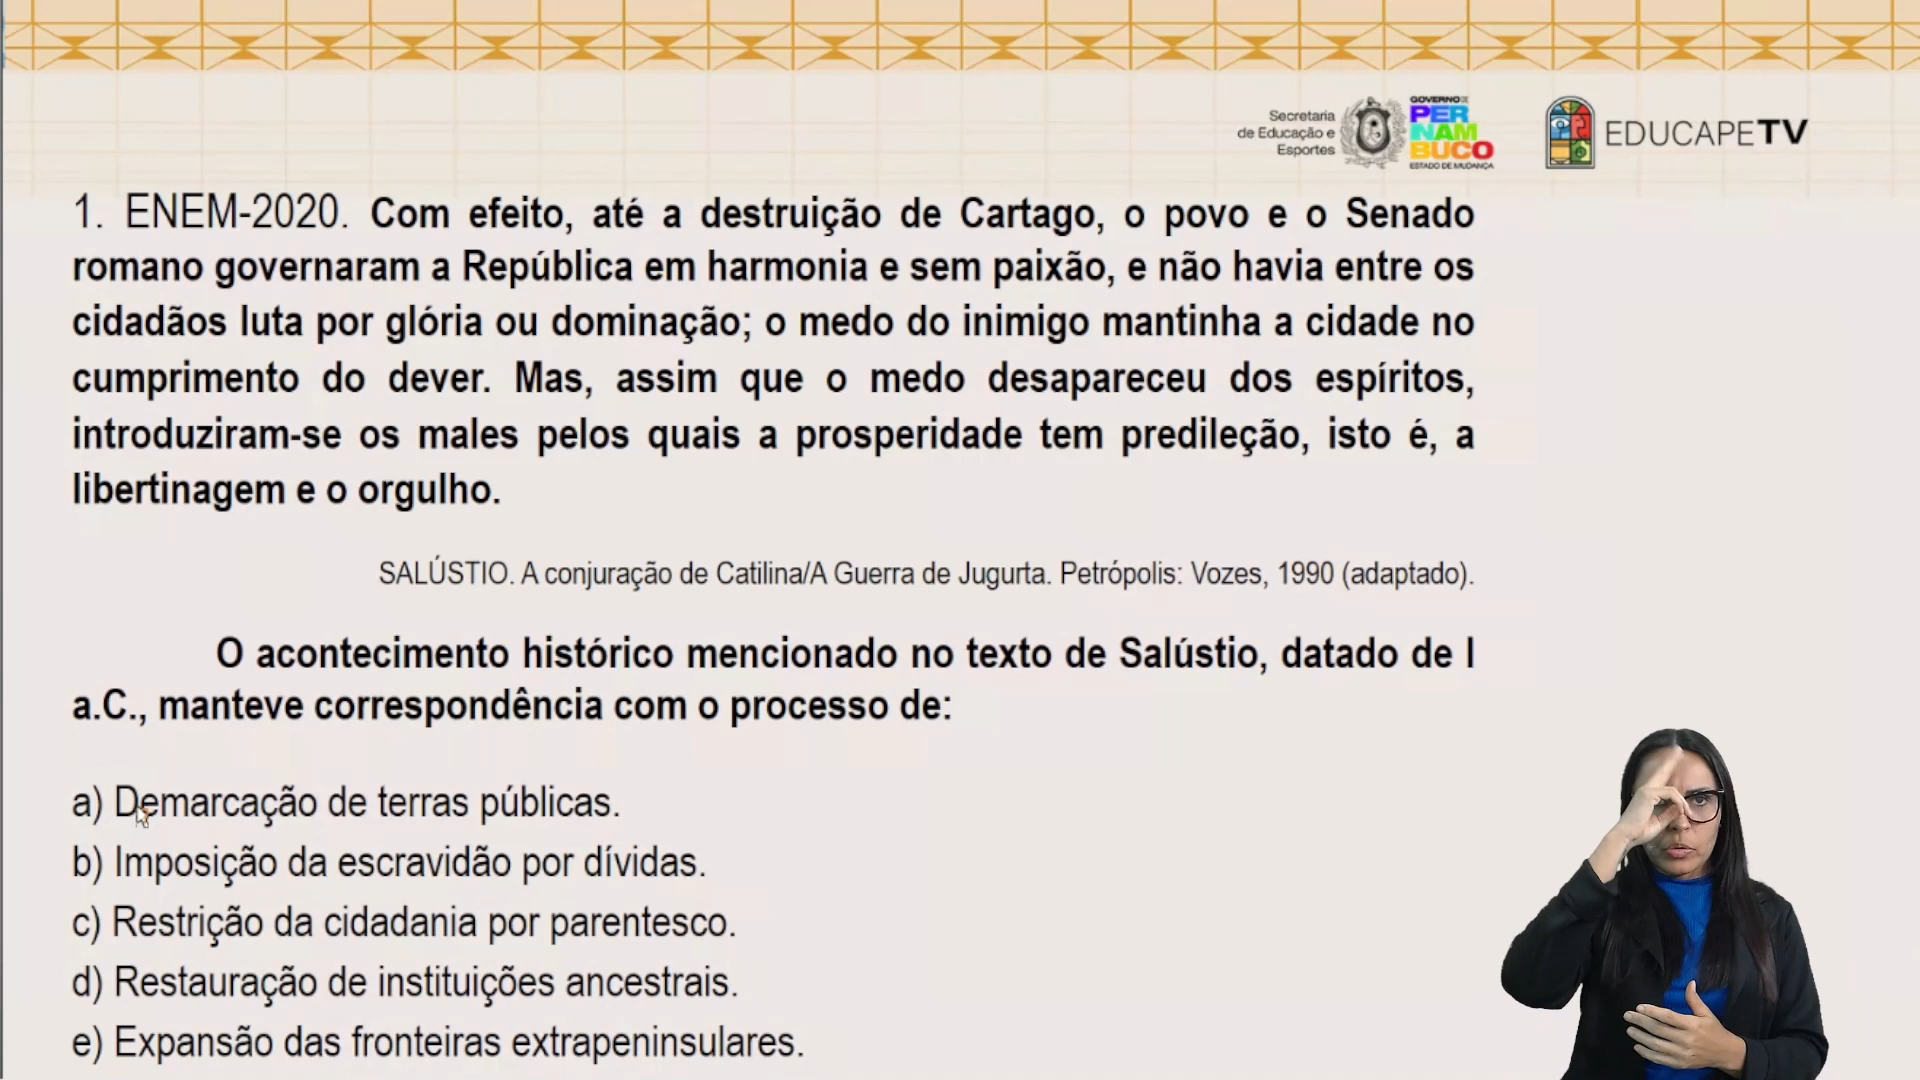 Secretaria
de Educação e
Esportes
GOVERNO DE
PER
NAM
BUCO
ESTADO DE MUDANÇA
EDUCAPETV
1. ENEM-2020. Com efeito, até a destruição de Cartago, o povo e o Senado
romano governaram a República em harmonia e sem paixão, e não havia entre os
cidadãos luta por glória ou dominação; o medo do inimigo mantinha a cidade no
cumprimento do dever. Mas, assim que o medo desapareceu dos espíritos,
introduziram-se os males pelos quais a prosperidade tem predileção, isto é, a
libertinagem e o orgulho.
SALÚSTIO. A conjuração de Catilina/A Guerra de Jugurta. Petrópolis: Vozes, 1990 (adaptado).
O acontecimento histórico mencionado no texto de Salústio, datado de I
a.C., manteve correspondência com o processo de:
a) Demarcação de terras públicas.
b) Imposição da escravidão por dívidas.
c) Restrição da cidadania por parentesco.
d) Restauração de instituições ancestrais.
e) Expansão das fronteiras extrapeninsulares.